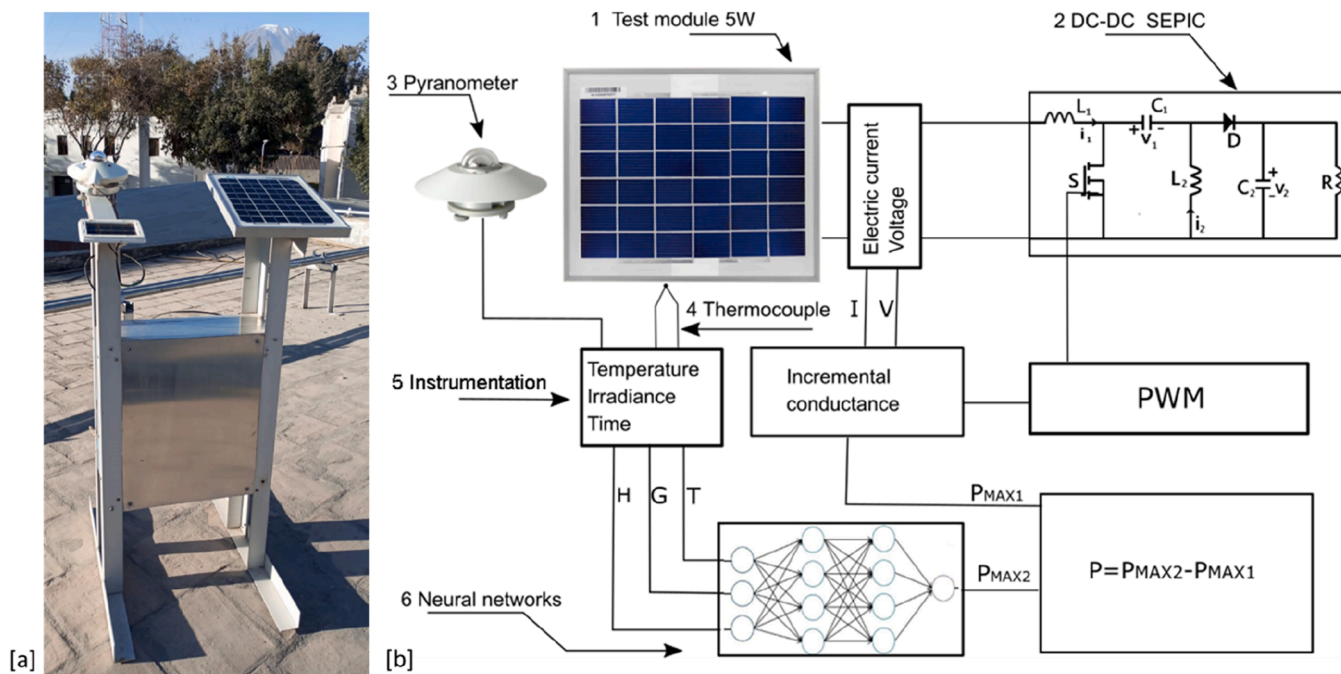 1 Test module 5W
2 DC-DC SEPIC
3 Pyranometer
L₁
i₁
C₁
+ V₁ -
D
S
L₂
i₂
C₂
+
- V₂
R
Electric current
Voltage
I V
4 Thermocouple
5 Instrumentation
Temperature
Irradiance
Time
Incremental
conductance
PWM
H G T
PMAX1
PMAX2
P=PMAX2-PMAX1
6 Neural networks
[a]
[b]